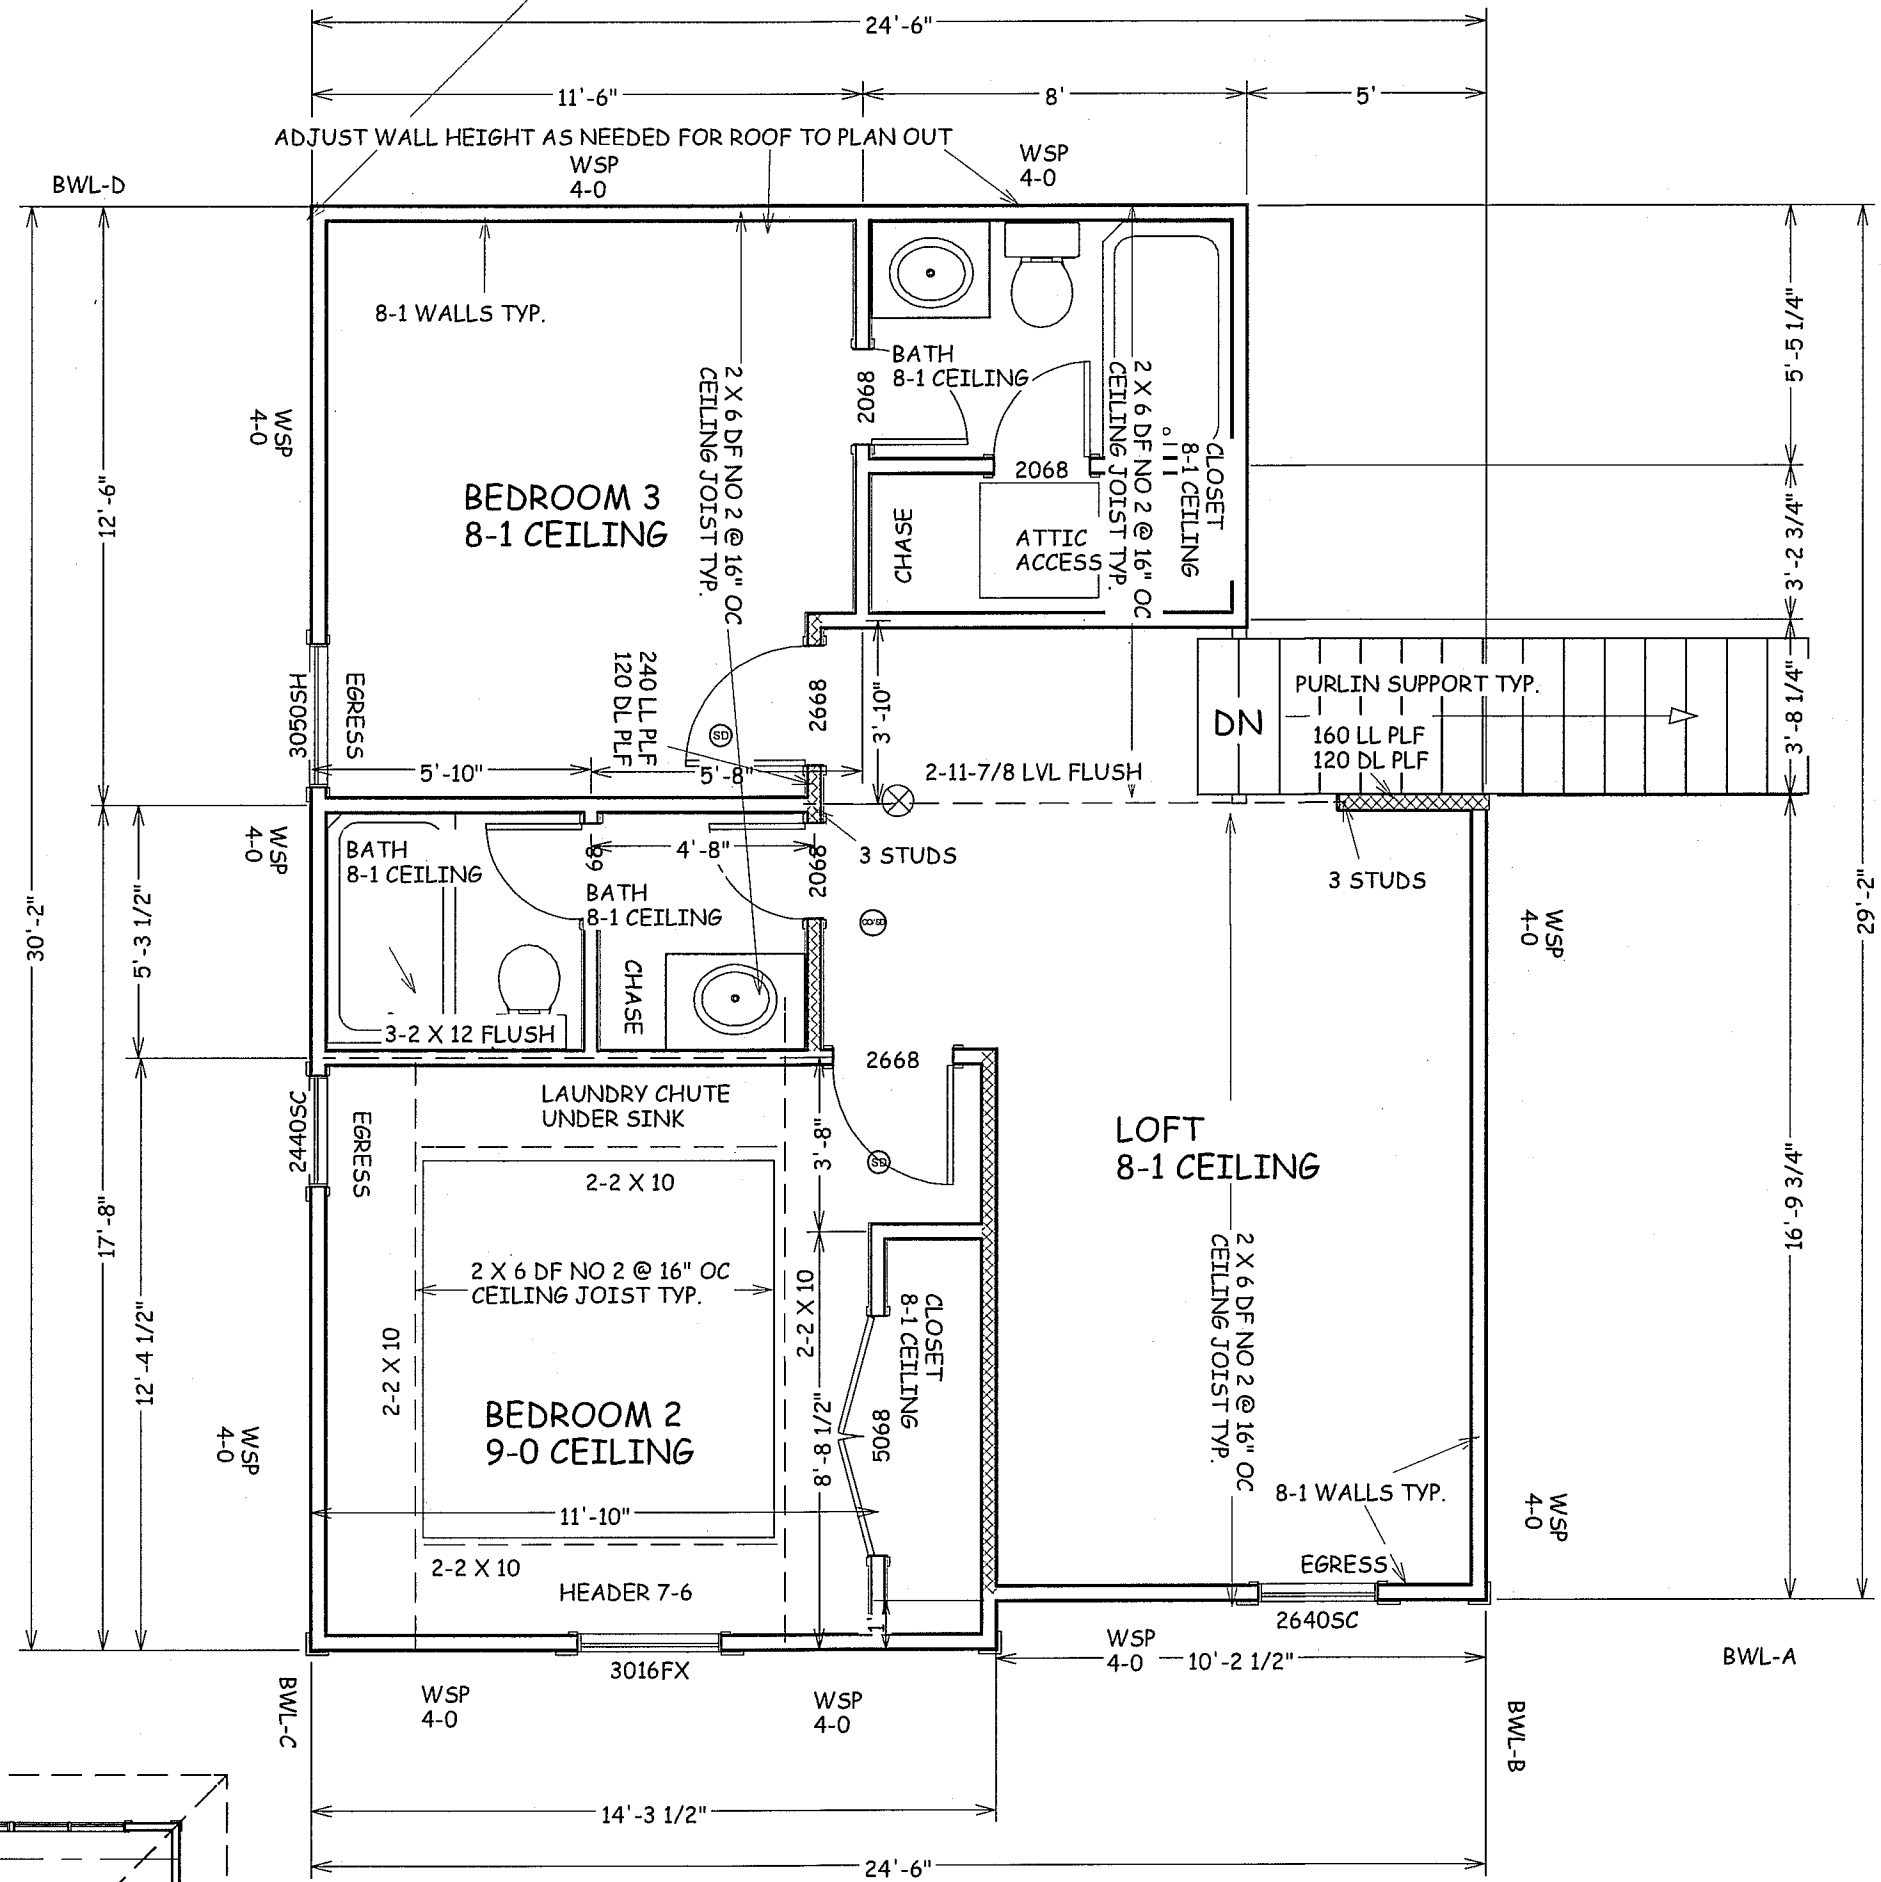 24'-6"
11'-6"
8'
5'
ADJUST WALL HEIGHT AS NEEDED FOR ROOF TO PLAN OUT
WSP
4-0
WSP
4-0
BWL-D
8-1 WALLS TYP.
BATH
8-1 CEILING
2068
2 X 6 DF NO 2 @ 16" OC
CEILING JOIST TYP.
2 X 6 DF NO 2 @ 16" OC
CEILING JOIST TYP.
CLOSET
8-1 CEILING
5'-5 1/4"
WSP
4-0
2068
BEDROOM 3
8-1 CEILING
CHASE
ATTIC
ACCESS
12'-6"
3'-2 3/4"
3050SH
EGRESS
240 LL PLF
120 DL PLF
SD
2668
3'-10"
DN
PURLIN SUPPORT TYP.
160 LL PLF
120 DL PLF
3'-8 1/4"
5'-10"
5'-8"
2-11-7/8 LVL FLUSH
WSP
4-0
BATH
8-1 CEILING
68
4'-8"
2068
3 STUDS
3 STUDS
BATH
8-1 CEILING
CO/SD
WSP
4-0
30'-2"
5'-3 1/2"
29'-2"
CHASE
3-2 X 12 FLUSH
2668
2440SC
EGRESS
LAUNDRY CHUTE
UNDER SINK
3'-8"
SD
LOFT
8-1 CEILING
2-2 X 10
17'-8"
16'-9 3/4"
2 X 6 DF NO 2 @ 16" OC
CEILING JOIST TYP.
2-2 X 10
CLOSET
8-1 CEILING
2 X 6 DF NO 2 @ 16" OC
CEILING JOIST TYP.
12'-4 1/2"
2-2 X 10
BEDROOM 2
9-0 CEILING
8'-8 1/2"
5068
WSP
4-0
8-1 WALLS TYP.
WSP
4-0
11'-10"
2-2 X 10
HEADER 7-6
EGRESS
1'
2640SC
3016FX
WSP
4-0
10'-2 1/2"
BWL-A
BWL-C
WSP
4-0
WSP
4-0
BWL-B
14'-3 1/2"
24'-6"